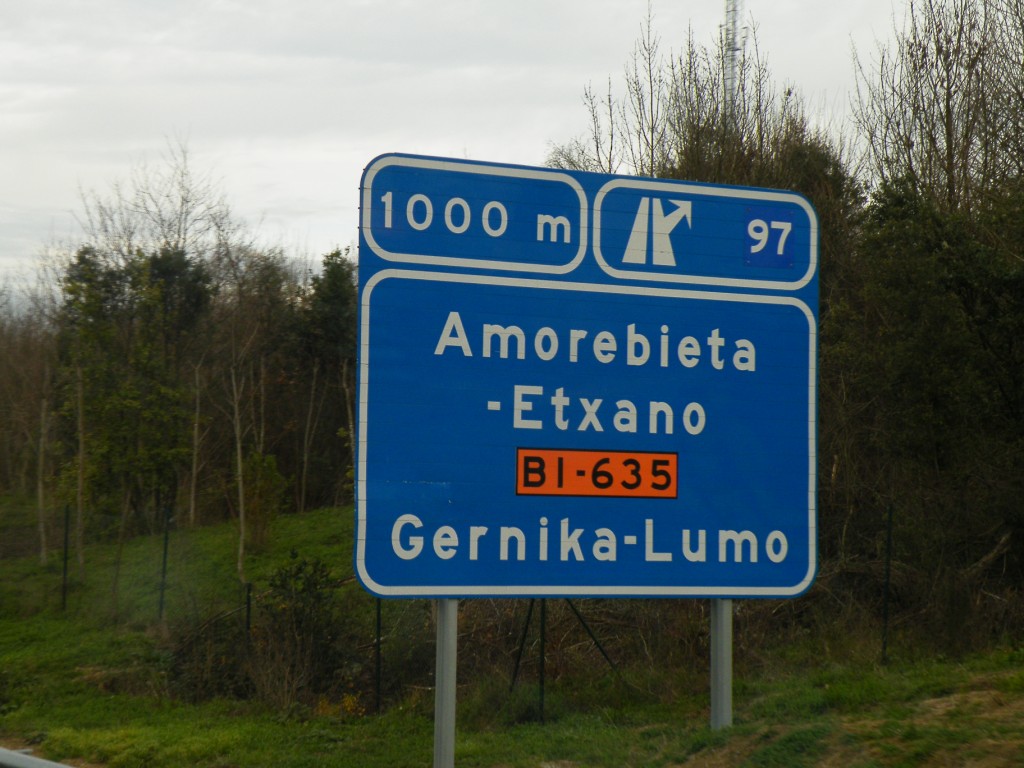 1000 m
97
Amorebieta
-Etxano
BI-635
Gernika-Lumo